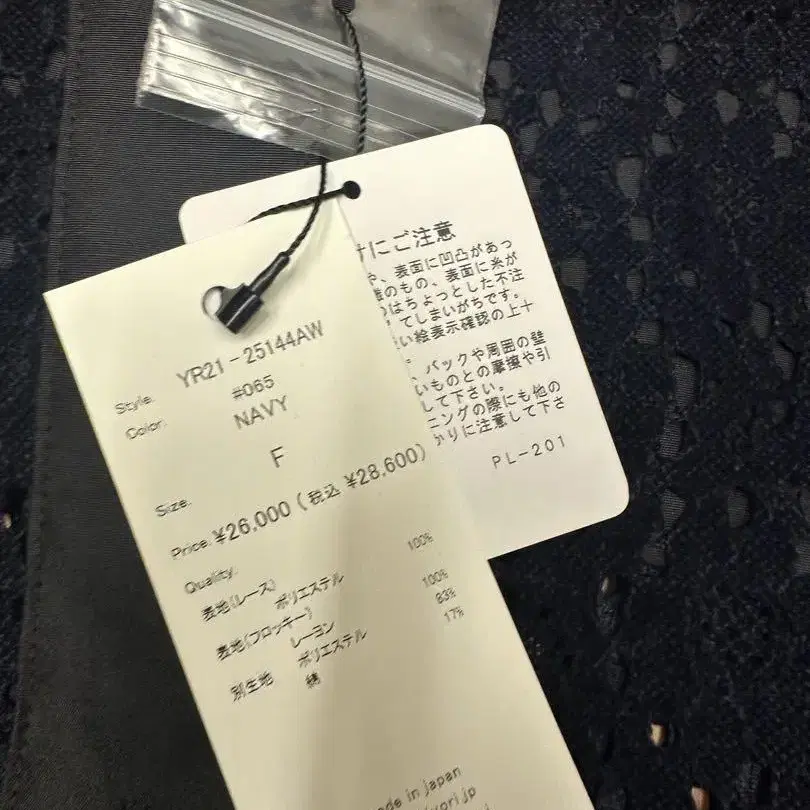 Style. YR21-25144AW
Color. #065
NAVY
Size. F
Price. ¥26,000 (税込 ¥28,600)
Quality.
表地(レース) ポリエステル 100%
表地(フロッキー) レーヨン 100%
別生地 ポリエステル 83%
綿 17%
made in japan
ori.jp
にご注意
、表面に凹凸があっ
のもの、表面に糸が
はちょっとした不注
てしまいがちです。
い絵表示確認の上十
。
、バックや周囲の壁
いものとの摩擦や引
して下さい。
ニングの際にも他の
かりに注意して下さ
PL-201